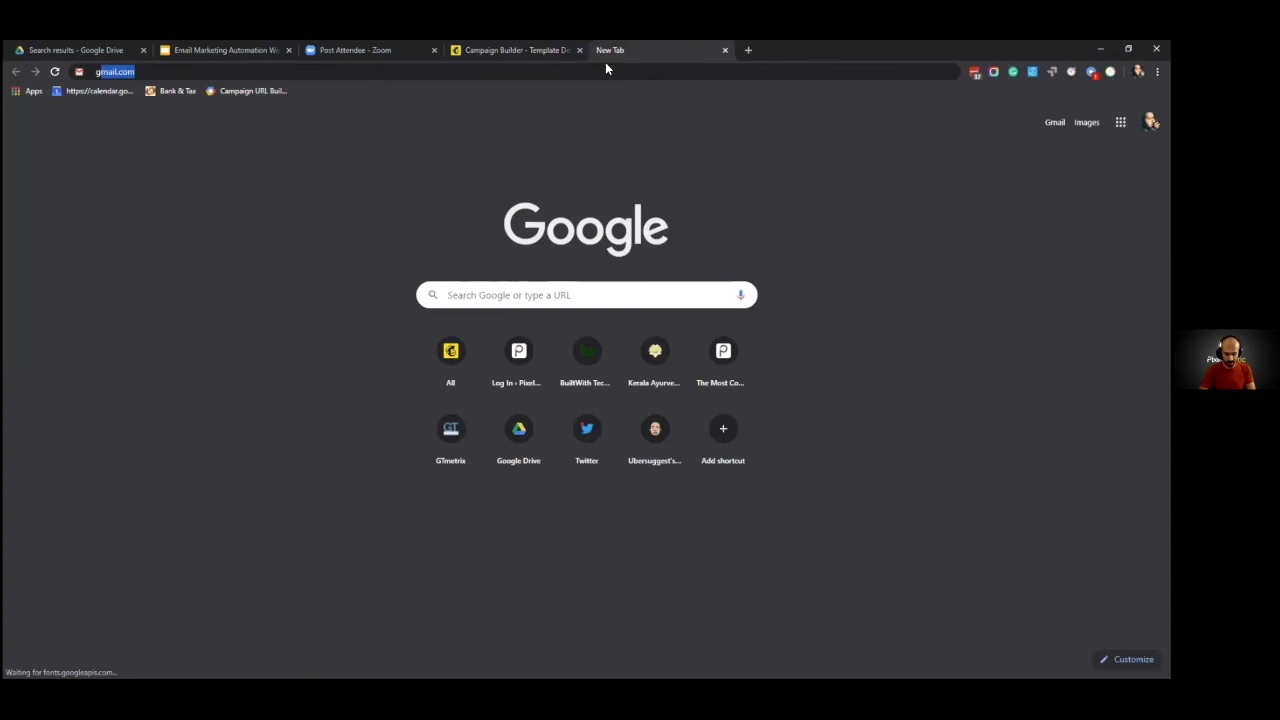 Search results - Google Drive
Email Marketing Automation W
Post Attendee - Zoom
Campaign Builder - Template De
New Tab
gmail.com
Apps
https://calendar.go...
Bank & Tax
Campaign URL Buil...
Gmail
Images
Google
Search Google or type a URL
All
Log In ‹ Pixel...
BuiltWith Tec...
Kerala Ayurve...
The Most Co...
GT
GTmetrix
Google Drive
Twitter
Ubersuggest's...
Add shortcut
Customize
Waiting for fonts.googleapis.com...